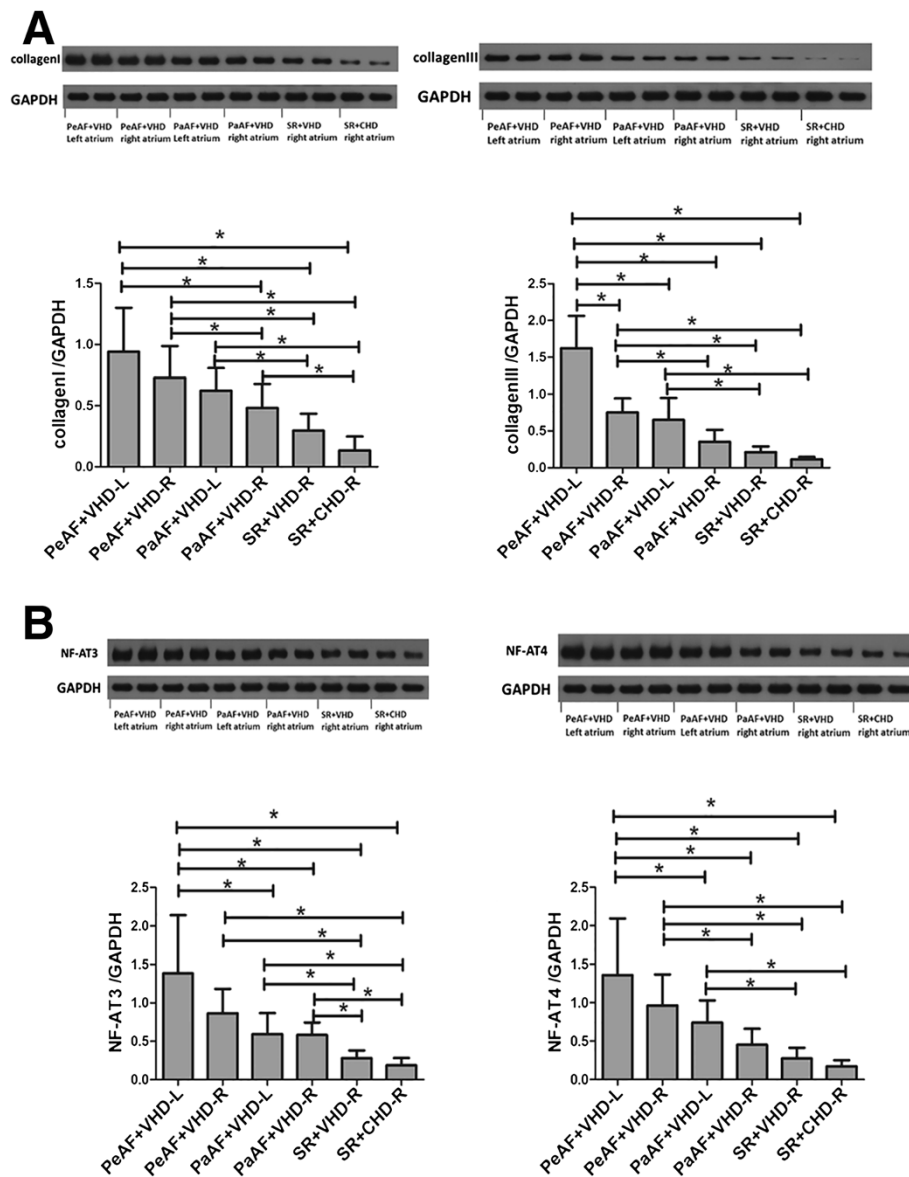 A
collagenI
GAPDH
PeAF+VHD PeAF+VHD PaAF+VHD PaAF+VHD SR+VHD SR+CHD
Left atrium right atrium Left atrium right atrium right atrium right atrium
collagenIII
GAPDH
PeAF+VHD PeAF+VHD PaAF+VHD PaAF+VHD SR+VHD SR+CHD
Left atrium right atrium Left atrium right atrium right atrium right atrium
collagenI /GAPDH
1.5
1.0
0.5
0.0
* * * * * * * * *
PeAF+VHD-L
PeAF+VHD-R
PaAF+VHD-L
PaAF+VHD-R
SR+VHD-R
SR+CHD-R
collagenIII /GAPDH
2.5
2.0
1.5
1.0
0.5
0.0
* * * * * * * * * *
PeAF+VHD-L
PeAF+VHD-R
PaAF+VHD-L
PaAF+VHD-R
SR+VHD-R
SR+CHD-R
B
NF-AT3
GAPDH
PeAF+VHD PeAF+VHD PaAF+VHD PaAF+VHD SR+VHD SR+CHD
Left atrium right atrium Left atrium right atrium right atrium right atrium
NF-AT4
GAPDH
PeAF+VHD PeAF+VHD PaAF+VHD PaAF+VHD SR+VHD SR+CHD
Left atrium right atrium Left atrium right atrium right atrium right atrium
NF-AT3 /GAPDH
2.5
2.0
1.5
1.0
0.5
0.0
* * * * * * * * * *
PeAF+VHD-L
PeAF+VHD-R
PaAF+VHD-L
PaAF+VHD-R
SR+VHD-R
SR+CHD-R
NF-AT4 /GAPDH
2.5
2.0
1.5
1.0
0.5
0.0
* * * * * * * * *
PeAF+VHD-L
PeAF+VHD-R
PaAF+VHD-L
PaAF+VHD-R
SR+VHD-R
SR+CHD-R